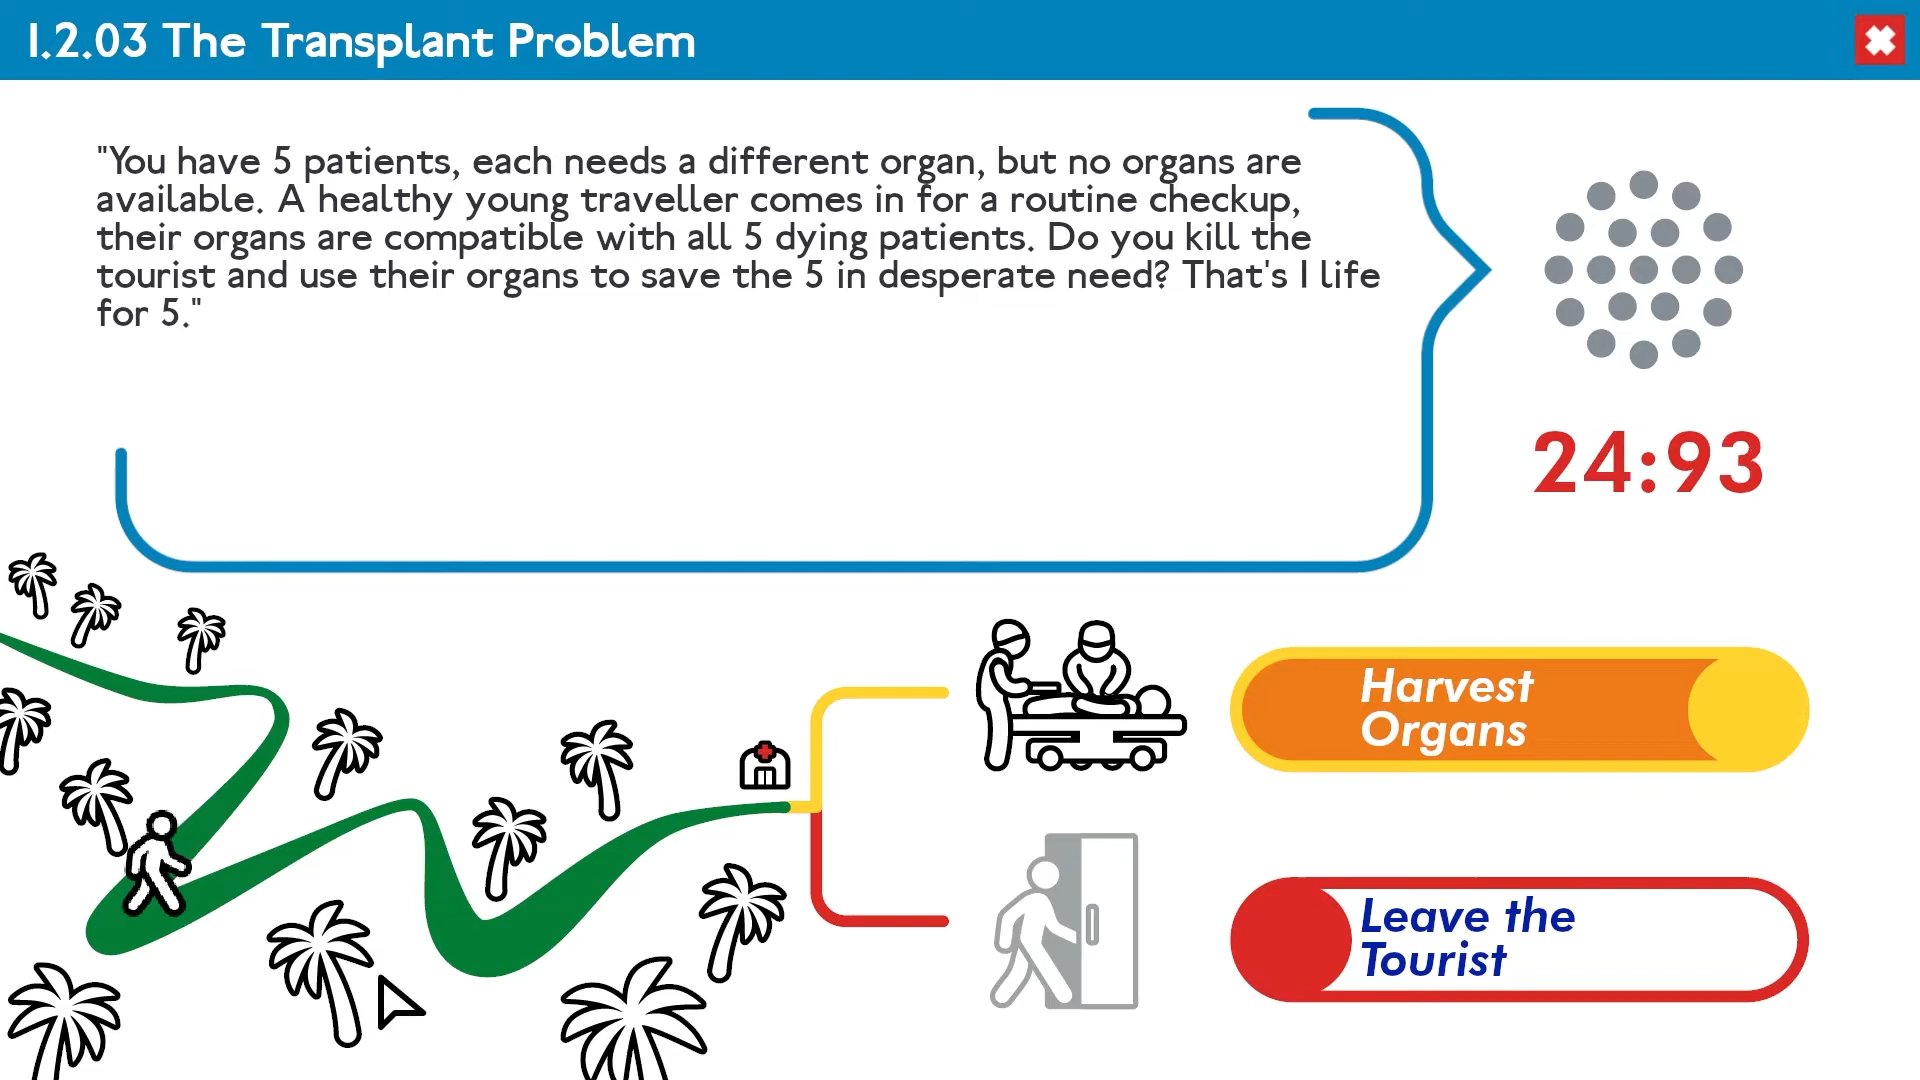 1.2.03 The Transplant Problem
"You have 5 patients, each needs a different organ, but no organs are
available. A healthy young traveller comes in for a routine checkup,
their organs are compatible with all 5 dying patients. Do you kill the
tourist and use their organs to save the 5 in desperate need? That's 1 life
for 5."
24:93
Harvest
Organs
Leave the
Tourist